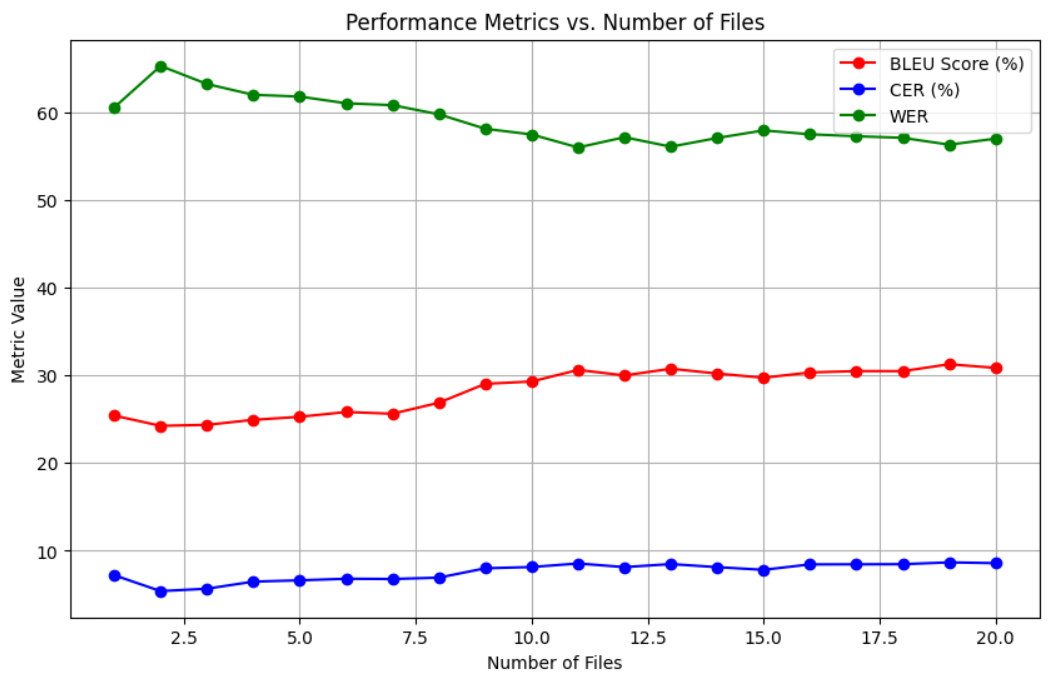 Performance Metrics vs. Number of Files
BLEU Score (%)
CER (%)
WER
Metric Value
60
50
40
30
20
10
2.5 5.0 7.5 10.0 12.5 15.0 17.5 20.0
Number of Files